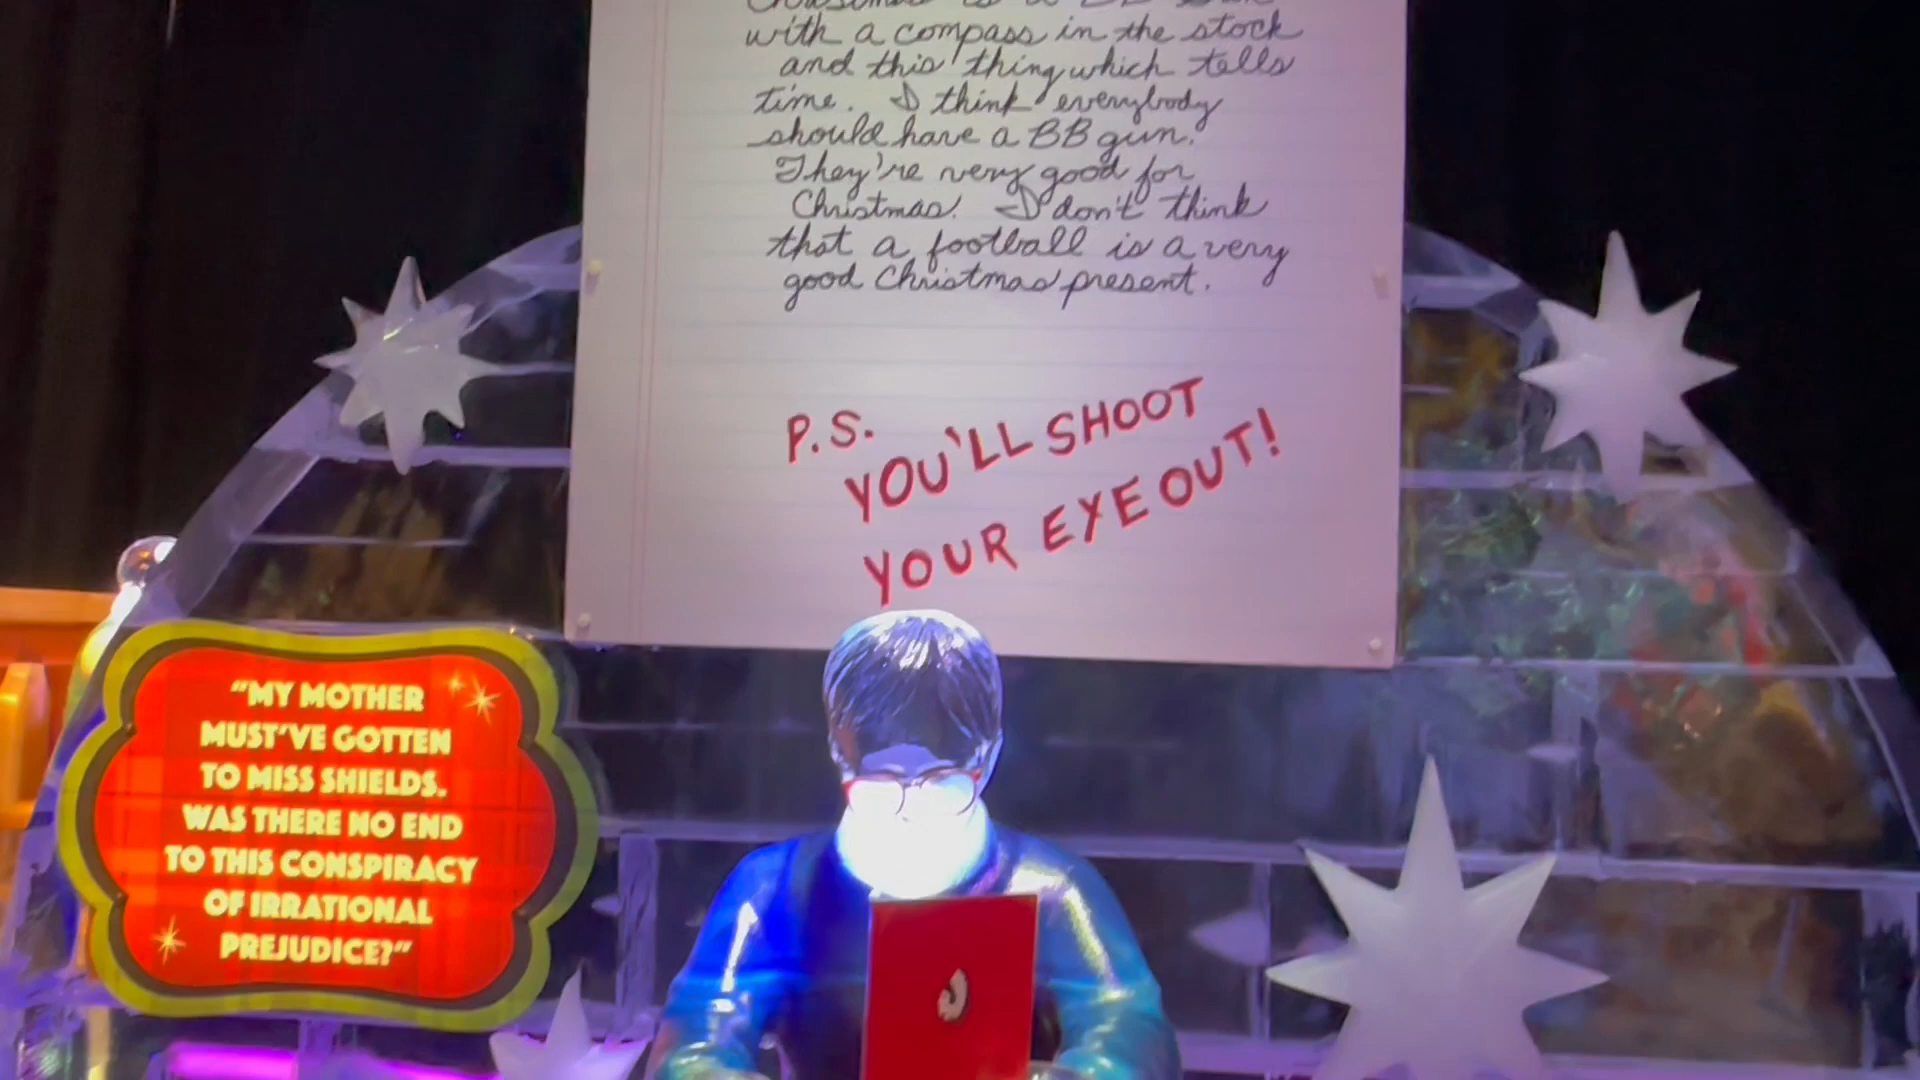 with a compass in the stock
and this thing which tells
time. I think everybody
should have a BB gun.
They're very good for
Christmas. I don't think
that a football is a very
good Christmas present.
P.S.
YOU'LL SHOOT
YOUR EYE OUT!
"MY MOTHER
MUST'VE GOTTEN
TO MISS SHIELDS.
WAS THERE NO END
TO THIS CONSPIRACY
OF IRRATIONAL
PREJUDICE?"